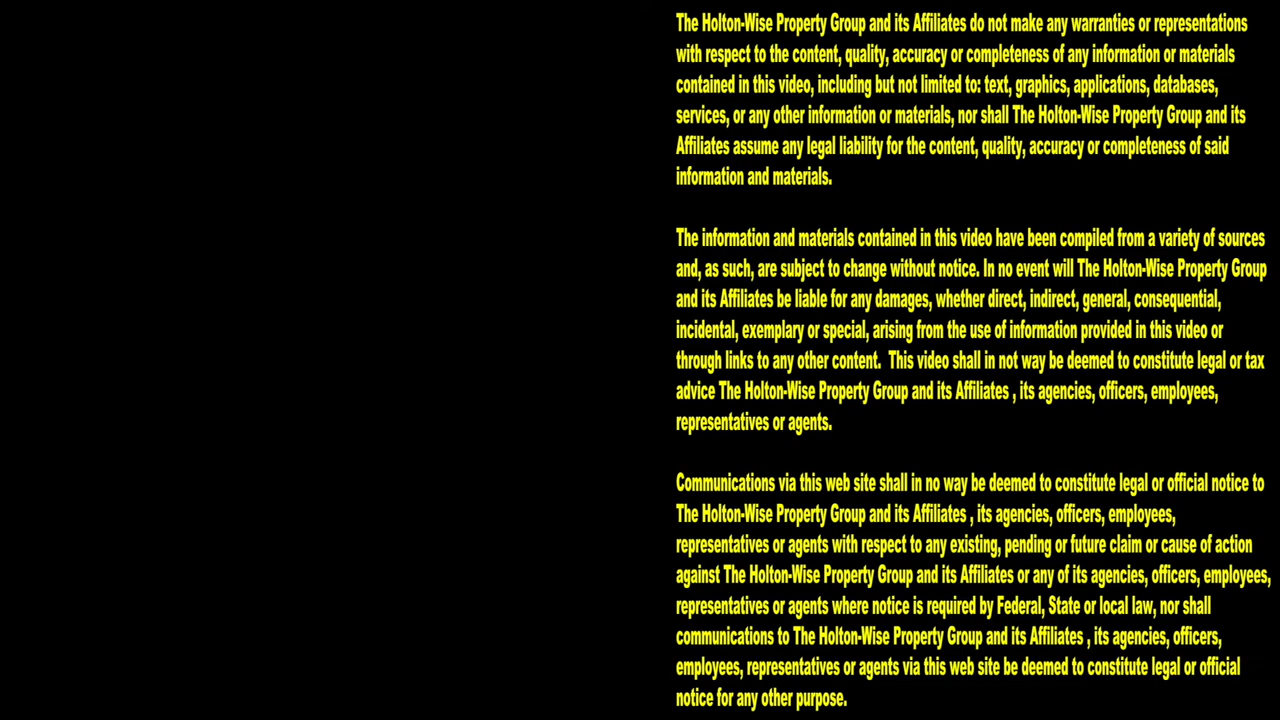 The Holton-Wise Property Group and its Affiliates do not make any warranties or representations
with respect to the content, quality, accuracy or completeness of any information or materials
contained in this video, including but not limited to: text, graphics, applications, databases,
services, or any other information or materials, nor shall The Holton-Wise Property Group and its
Affiliates assume any legal liability for the content, quality, accuracy or completeness of said
information and materials.
The information and materials contained in this video have been compiled from a variety of sources
and, as such, are subject to change without notice. In no event will The Holton-Wise Property Group
and its Affiliates be liable for any damages, whether direct, indirect, general, consequential,
incidental, exemplary or special, arising from the use of information provided in this video or
through links to any other content.  This video shall in not way be deemed to constitute legal or tax
advice The Holton-Wise Property Group and its Affiliates , its agencies, officers, employees,
representatives or agents.
Communications via this web site shall in no way be deemed to constitute legal or official notice to
The Holton-Wise Property Group and its Affiliates , its agencies, officers, employees,
representatives or agents with respect to any existing, pending or future claim or cause of action
against The Holton-Wise Property Group and its Affiliates or any of its agencies, officers, employees,
representatives or agents where notice is required by Federal, State or local law, nor shall
communications to The Holton-Wise Property Group and its Affiliates , its agencies, officers,
employees, representatives or agents via this web site be deemed to constitute legal or official
notice for any other purpose.